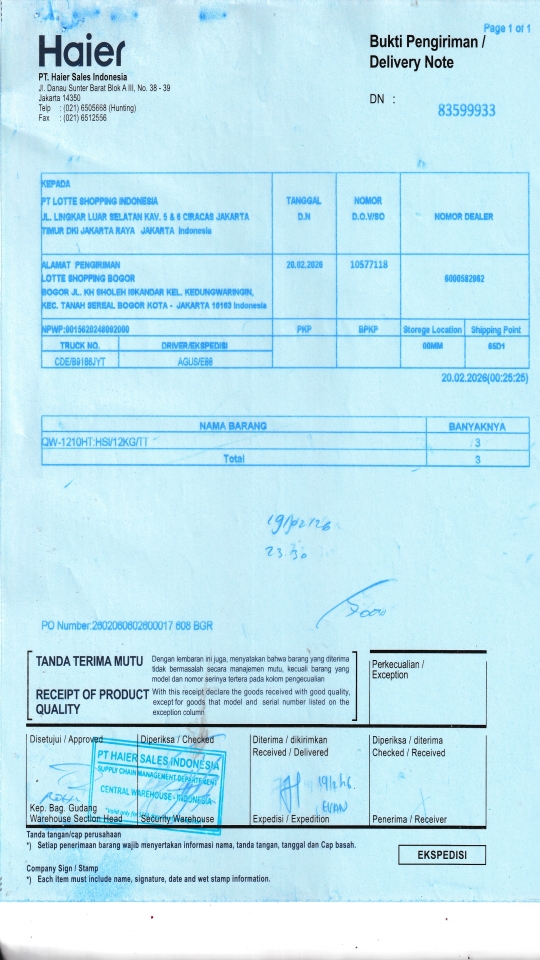 Page 1 of 1
Haier
Bukti Pengiriman /
Delivery Note
PT. Haier Sales Indonesia
Jl. Danau Sunter Barat Blok A III, No. 38 - 39
Jakarta 14350
Telp : (021) 6505668 (Hunting)
Fax : (021) 6512556
DN :
83599933
KEPADA
PT LOTTE SHOPPING INDONESIA
JL. LINGKAR LUAR SELATAN KAV. 5 & 6 CIRACAS JAKARTA
TIMUR DKI JAKARTA RAYA JAKARTA Indonesia
TANGGAL
D.N
NOMOR
D.O.V/SO
NOMOR DEALER
ALAMAT PENGIRIMAN
LOTTE SHOPPING BOGOR
BOGOR JL. KH SHOLEH ISKANDAR KEL. KEDUNGWARINGIN,
KEC. TANAH SEREAL BOGOR KOTA - JAKARTA 16163 Indonesia
20.02.2026
10577118
6000582962
NPWP:0015620248092000
PKP
BPKP
Storege Location
Shipping Point
TRUCK NO.
DRIVER/EKSPEDISI
00MM
65D1
CDE/B9186JYT
AGUS/E86
20.02.2026(00:25:25)
NAMA BARANG
BANYAKNYA
QW-1210HT:HSI/12KG/TT
3
Total
3
19/02/26
23.30
PO Number:2602060602600017 608 BGR
TANDA TERIMA MUTU
Dengan lembaran ini juga, menyatakan bahwa barang yang diterima
tidak bermasalah secara manajemen mutu, kecuali barang yang
model dan nomor serinya tertera pada kolom pengecualian
RECEIPT OF PRODUCT
QUALITY
With this receipt declare the goods received with good quality,
except for goods that model and serial number listed on the
exception column
Perkecualian /
Exception
Disetujui / Approved
Diperiksa / Checked
Diterima / dikirimkan
Received / Delivered
Diperiksa / diterima
Checked / Received
PT HAIER SALES INDONESIA
SUPPLY CHAIN MANAGEMENT DEPARTEMENT
CENTRAL WAREHOUSE - INDONESIA
EVAN
Kep. Bag. Gudang
Warehouse Section Head
Security Warehouse
Expedisi / Expedition
Penerima / Receiver
Tanda tangan/cap perusahaan
*) Setiap penerimaan barang wajib menyertakan informasi nama, tanda tangan, tanggal dan Cap basah.
EKSPEDISI
Company Sign / Stamp
*) Each item must include name, signature, date and wet stamp information.